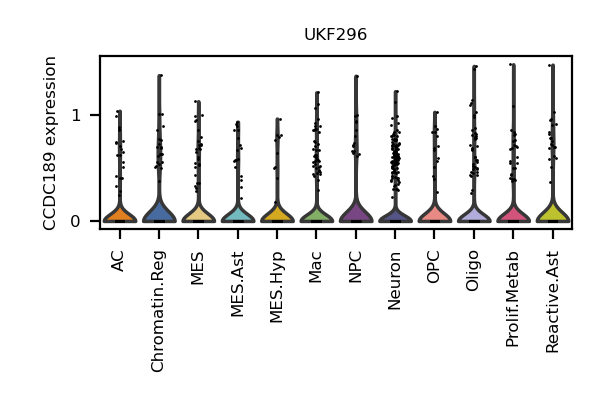 UKF296
CCDC189 expression
1
0
AC
Chromatin.Reg
MES
MES.Ast
MES.Hyp
Mac
NPC
Neuron
OPC
Oligo
Prolif.Metab
Reactive.Ast